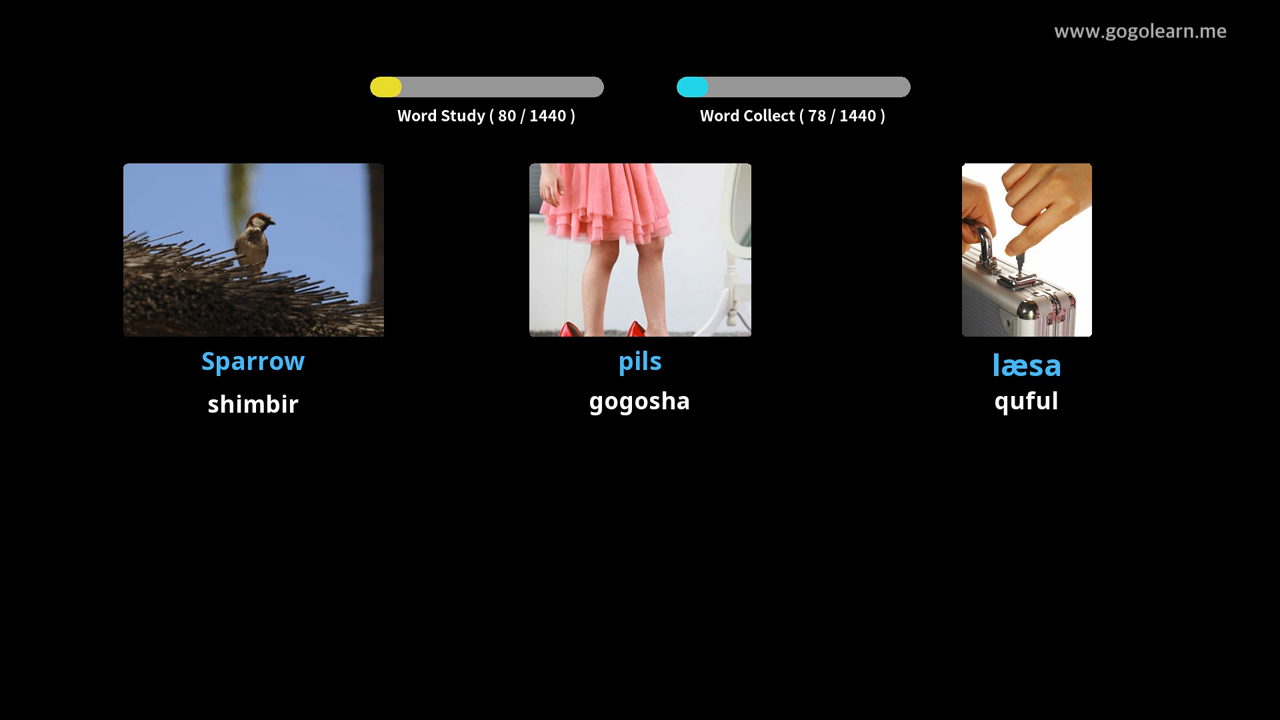 www.gogolearn.me
Word Study ( 80 / 1440 )
Word Collect ( 78 / 1440 )
Sparrow
shimbir
pils
gogosha
læsa
quful